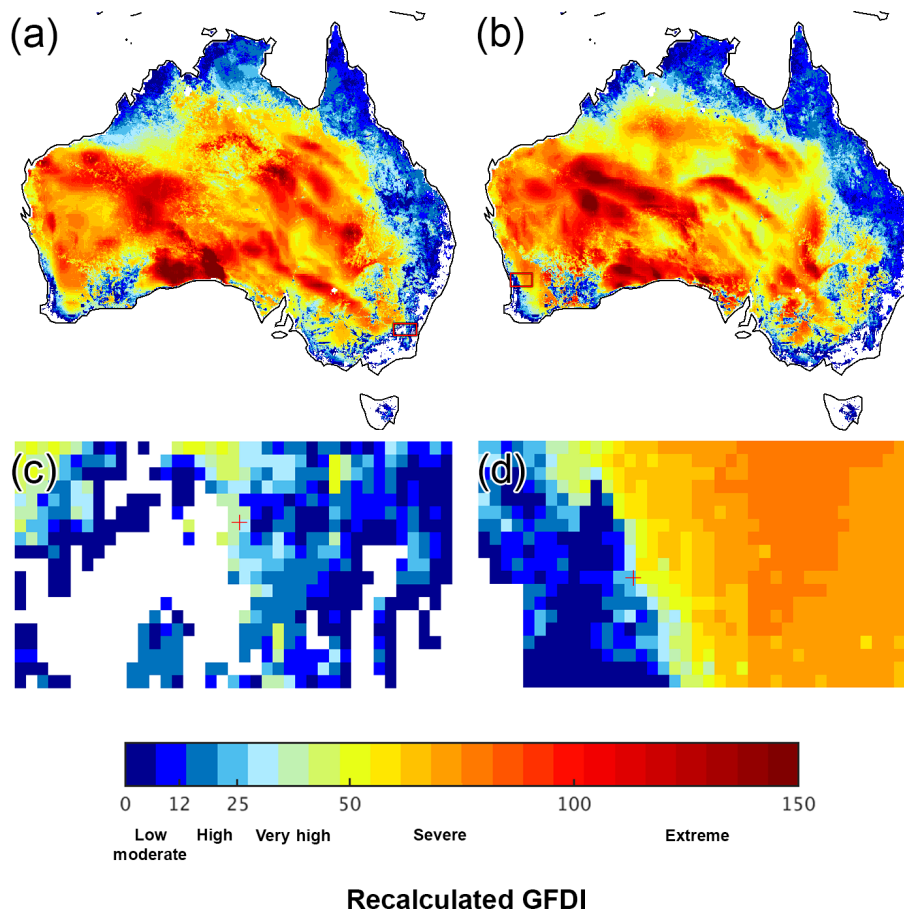 (a) (b)
(c) (d)
0 12 25 50 100 150
Low High Very high Severe Extreme
moderate
Recalculated GFDI